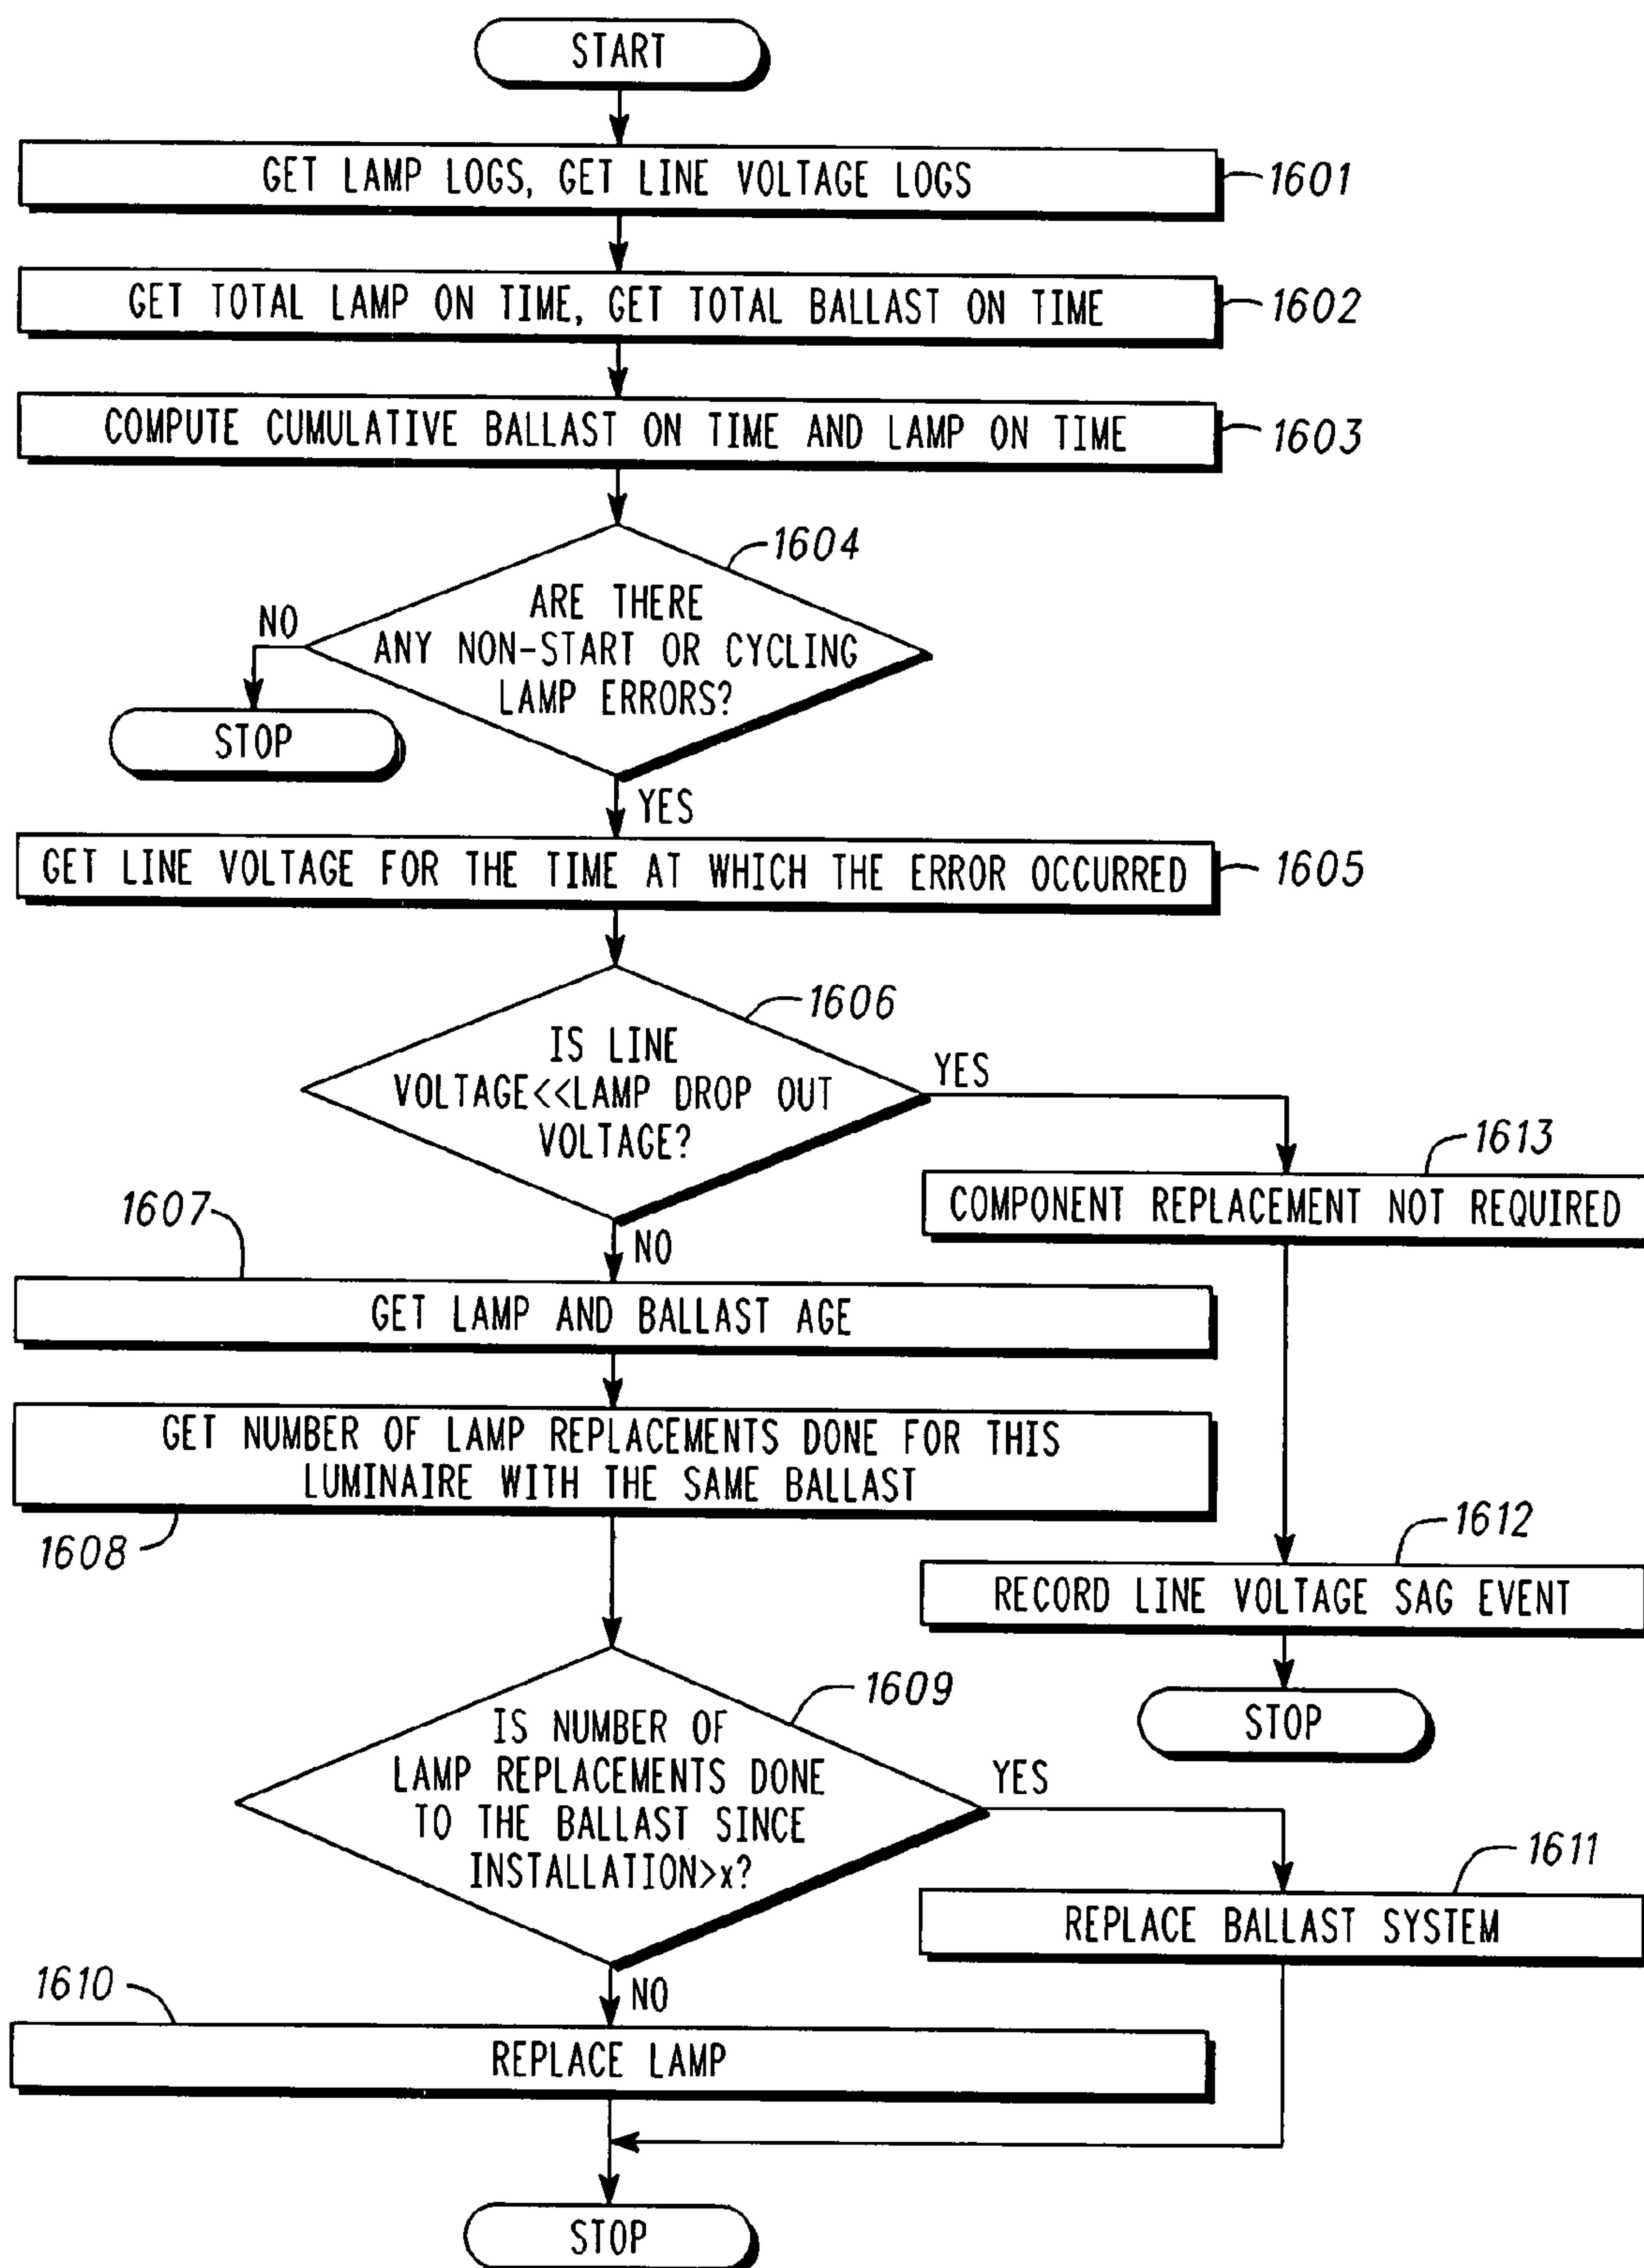 START
GET LAMP LOGS, GET LINE VOLTAGE LOGS
1601
GET TOTAL LAMP ON TIME, GET TOTAL BALLAST ON TIME
1602
COMPUTE CUMULATIVE BALLAST ON TIME AND LAMP ON TIME
1603
1604
ARE THERE
ANY NON-START OR CYCLING
LAMP ERRORS?
NO
STOP
YES
GET LINE VOLTAGE FOR THE TIME AT WHICH THE ERROR OCCURRED
1605
1606
IS LINE
VOLTAGE<<LAMP DROP OUT
VOLTAGE?
YES
1613
COMPONENT REPLACEMENT NOT REQUIRED
1607
NO
GET LAMP AND BALLAST AGE
GET NUMBER OF LAMP REPLACEMENTS DONE FOR THIS
LUMINAIRE WITH THE SAME BALLAST
1608
1612
RECORD LINE VOLTAGE SAG EVENT
STOP
1609
IS NUMBER OF
LAMP REPLACEMENTS DONE
TO THE BALLAST SINCE
INSTALLATION>x?
YES
1611
REPLACE BALLAST SYSTEM
1610
NO
REPLACE LAMP
STOP